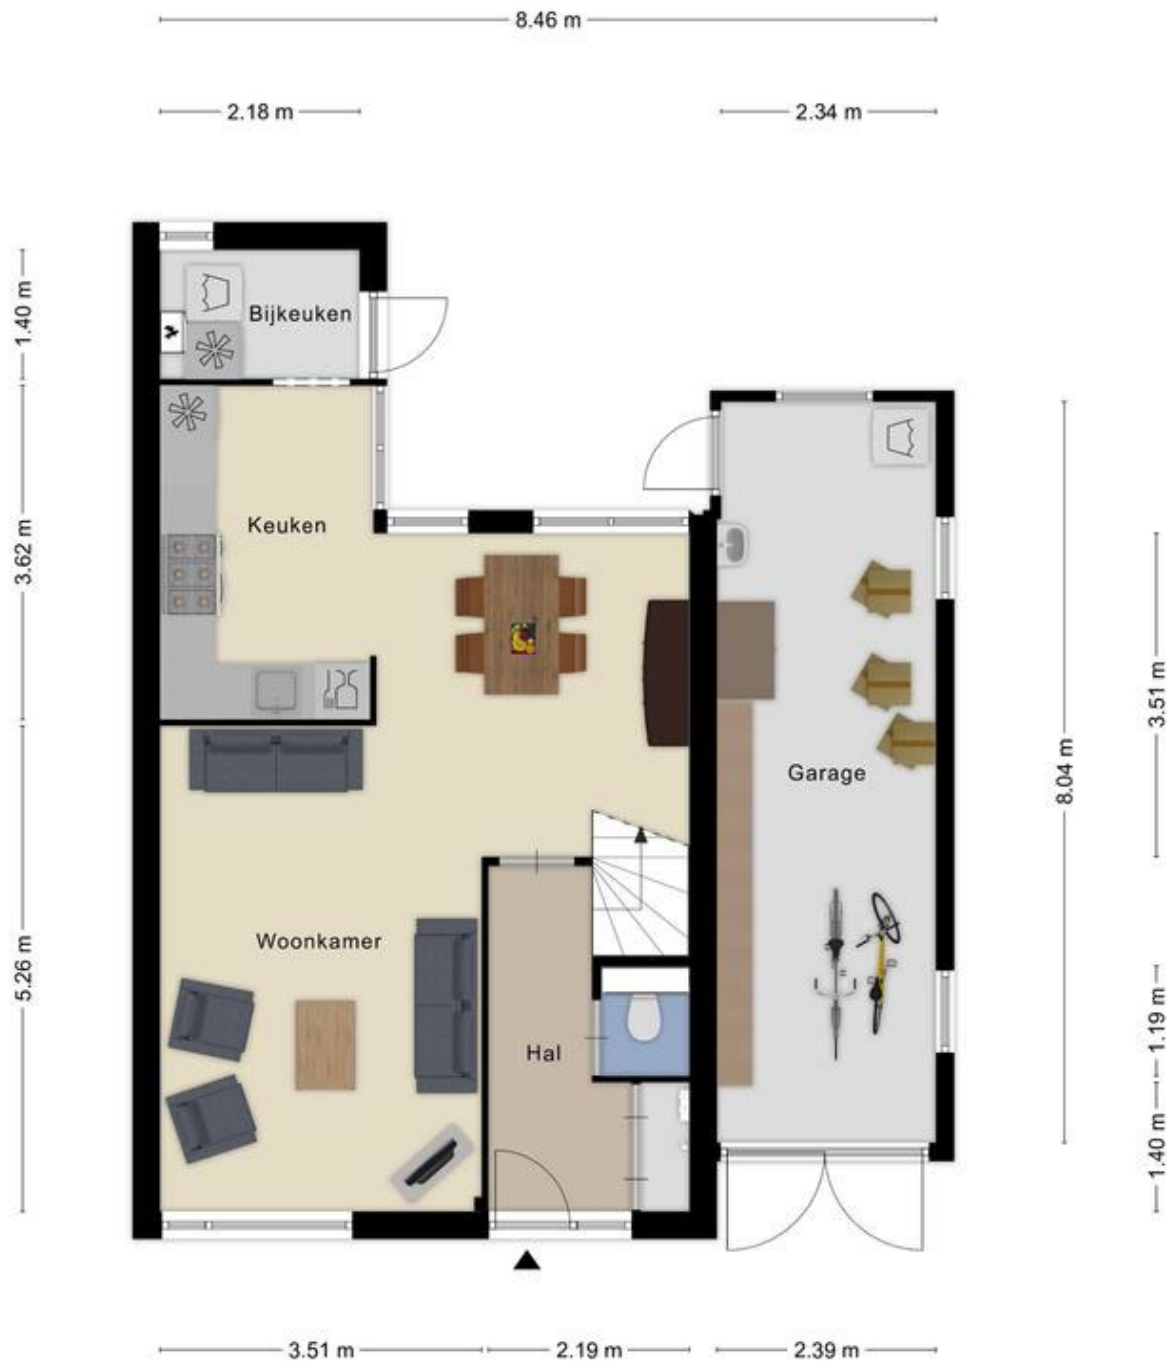 8.46 m
2.18 m
2.34 m
1.40 m
Bijkeuken
3.62 m
Keuken
3.51 m
Garage
8.04 m
5.26 m
Woonkamer
Hal
1.19 m
1.40 m
3.51 m
2.19 m
2.39 m